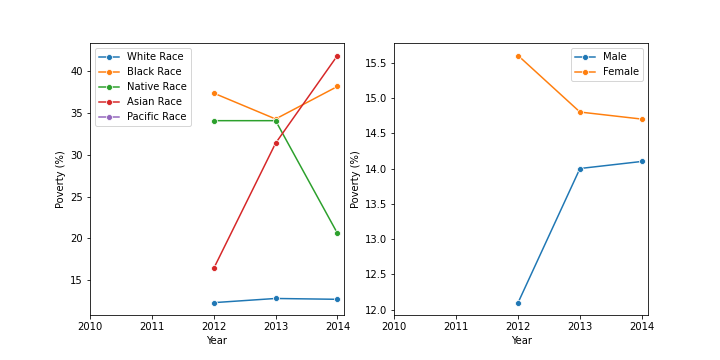 White Race
Black Race
Native Race
Asian Race
Pacific Race
40
35
30
25
20
15
Poverty (%)
2010 2011 2012 2013 2014
Year
Male
Female
15.5
15.0
14.5
14.0
13.5
13.0
12.5
12.0
Poverty (%)
2010 2011 2012 2013 2014
Year